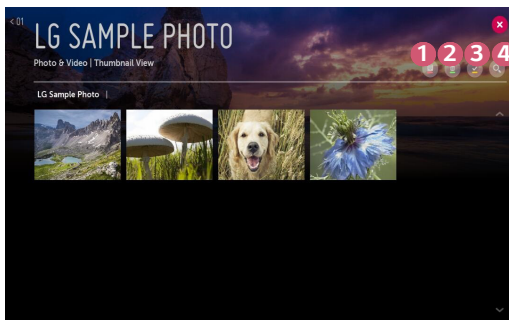 < 01
LG SAMPLE PHOTO
1 2 3 4
Photo & Video | Thumbnail View
LG Sample Photo |